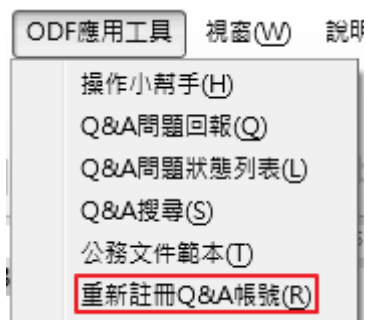 ODF應用工具 視窗(W) 說明
操作小幫手(H)
Q&A問題回報(Q)
Q&A問題狀態列表(L)
Q&A搜尋(S)
公務文件範本(T)
重新註冊Q&A帳號(R)